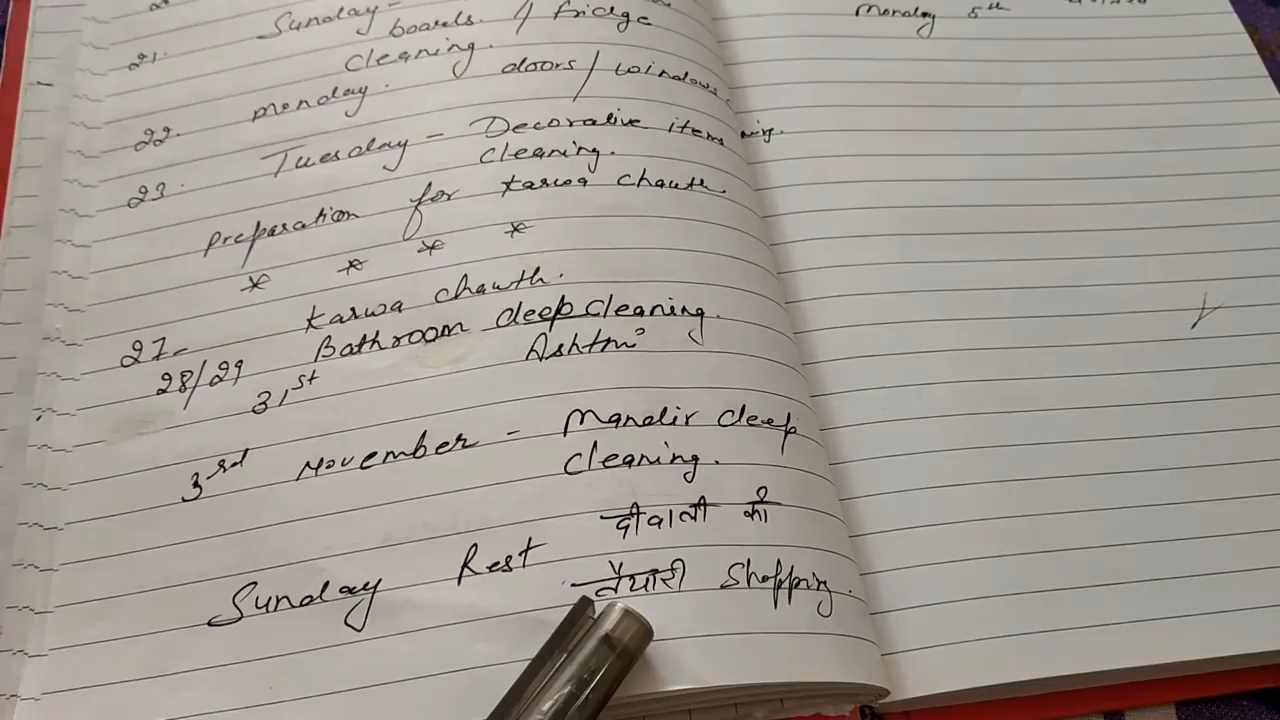 21. Sunday -
boards. / fridge
cleaning.
22. monday. doors / windows
23. Tuesday - Decorative items
cleaning.
preparation for karwa chauth.
* * * *
27- karwa chauth.
28/29 Bathroom deep cleaning.
31st Ashtmi
3rd November - Mandir deep
cleaning.
Sunday Rest दीवाली की
तैयारी Shopping.
Monday 5th